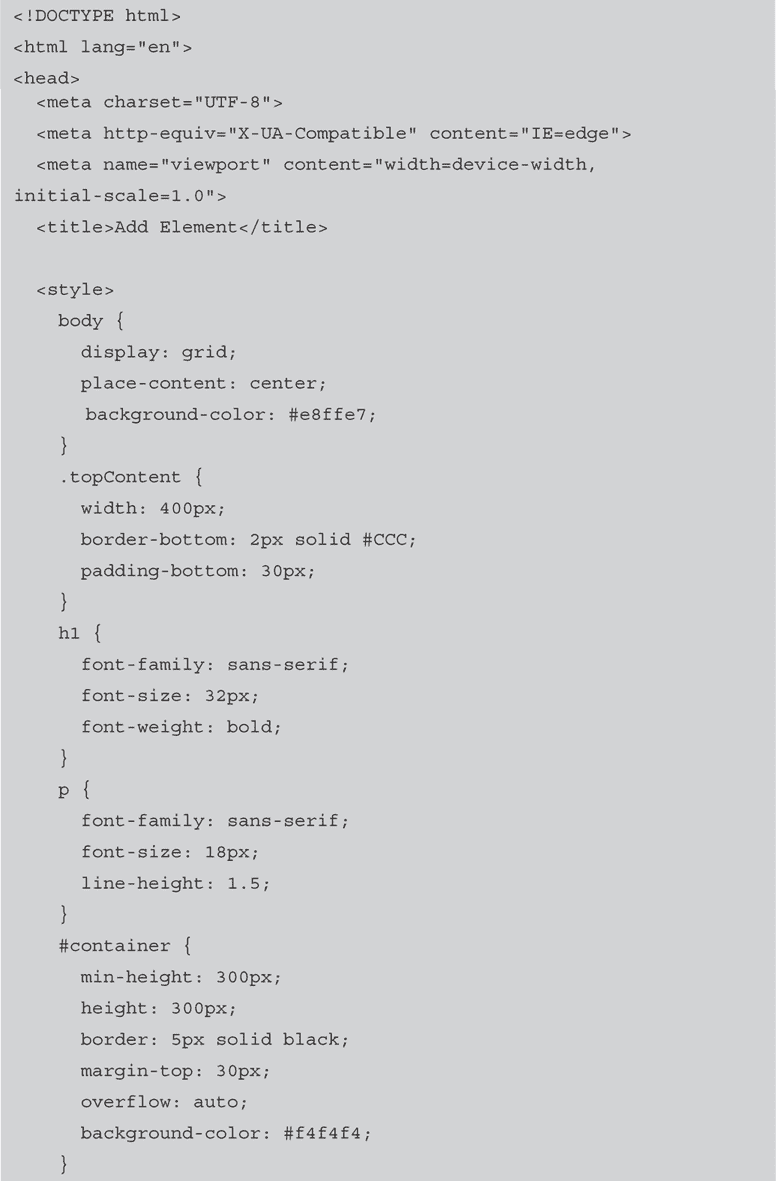 <!DOCTYPE html>
<html lang="en">
<head>
  <meta charset="UTF-8">
  <meta http-equiv="X-UA-Compatible" content="IE=edge">
  <meta name="viewport" content="width=device-width,
initial-scale=1.0">
  <title>Add Element</title>

  <style>
    body {
      display: grid;
      place-content: center;
      background-color: #e8ffe7;
    }
    .topContent {
      width: 400px;
      border-bottom: 2px solid #CCC;
      padding-bottom: 30px;
    }
    h1 {
      font-family: sans-serif;
      font-size: 32px;
      font-weight: bold;
    }
    p {
      font-family: sans-serif;
      font-size: 18px;
      line-height: 1.5;
    }
    #container {
      min-height: 300px;
      height: 300px;
      border: 5px solid black;
      margin-top: 30px;
      overflow: auto;
      background-color: #f4f4f4;
    }